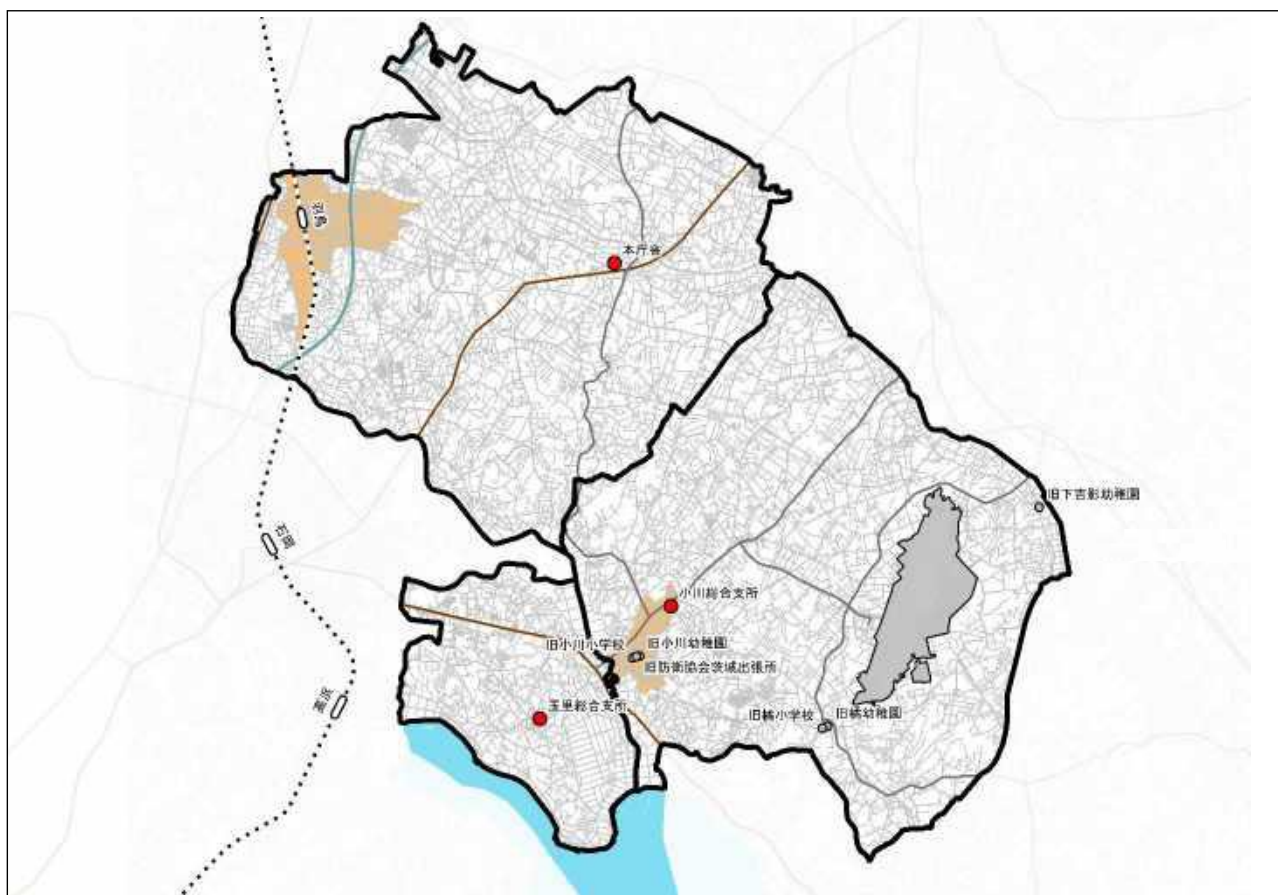 羽鳥
本庁舎
旧下吉影幼稚園
石岡
小川総合支所
旧小川小学校
旧小川幼稚園
旧防衛協会茨城出張所
玉里総合支所
高浜
旧橘小学校
旧橘幼稚園